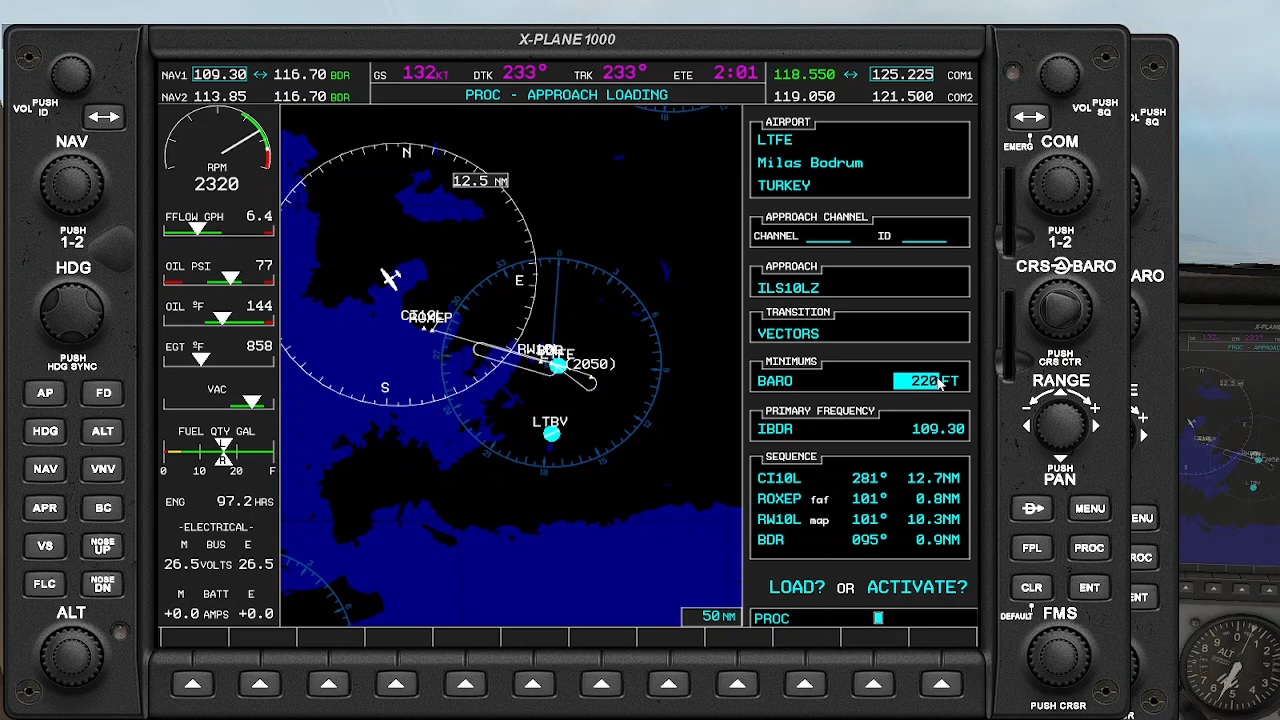 X-PLANE 1000
NAV1 109.30 ↔ 116.70 BDR
NAV2 113.85 116.70 BDR
GS 132KT DTK 233° TRK 233° ETE 2:01
PROC - APPROACH LOADING
118.550 ↔ 125.225 COM1
119.050 121.500 COM2
VOL PUSH ID
NAV
PUSH 1-2
HDG
PUSH HDG SYNC
AP FD
HDG ALT
NAV VNV
APR BC
VS NOSE UP
FLC NOSE DN
ALT
RPM
2320
FFLOW GPH 6.4
OIL PSI 77
OIL °F 144
EGT °F 858
VAC
FUEL QTY GAL
0 10 20 F
ENG 97.2 HRS
-ELECTRICAL-
M BUS E
26.5 VOLTS 26.5
M BATT E
+0.0 AMPS +0.0
N
E
S
12.5 NM
ROXEP
(2050)
LTBV
50 NM
AIRPORT
LTFE
Milas Bodrum
TURKEY
APPROACH CHANNEL
CHANNEL ID
APPROACH
ILS10LZ
TRANSITION
VECTORS
MINIMUMS
BARO 220FT
PRIMARY FREQUENCY
IBDR 109.30
SEQUENCE
CI10L 281° 12.7NM
ROXEP faf 101° 0.8NM
RW10L map 101° 10.3NM
BDR 095° 0.9NM
LOAD? OR ACTIVATE?
PROC
VOL PUSH SQ
EMERG
COM
PUSH 1-2
CRS BARO
PUSH CRS CTR
RANGE
- +
PUSH PAN
D MENU
FPL PROC
CLR ENT
DEFAULT FMS
PUSH CRSR
ARO
ENU
ROC
NT
ALT